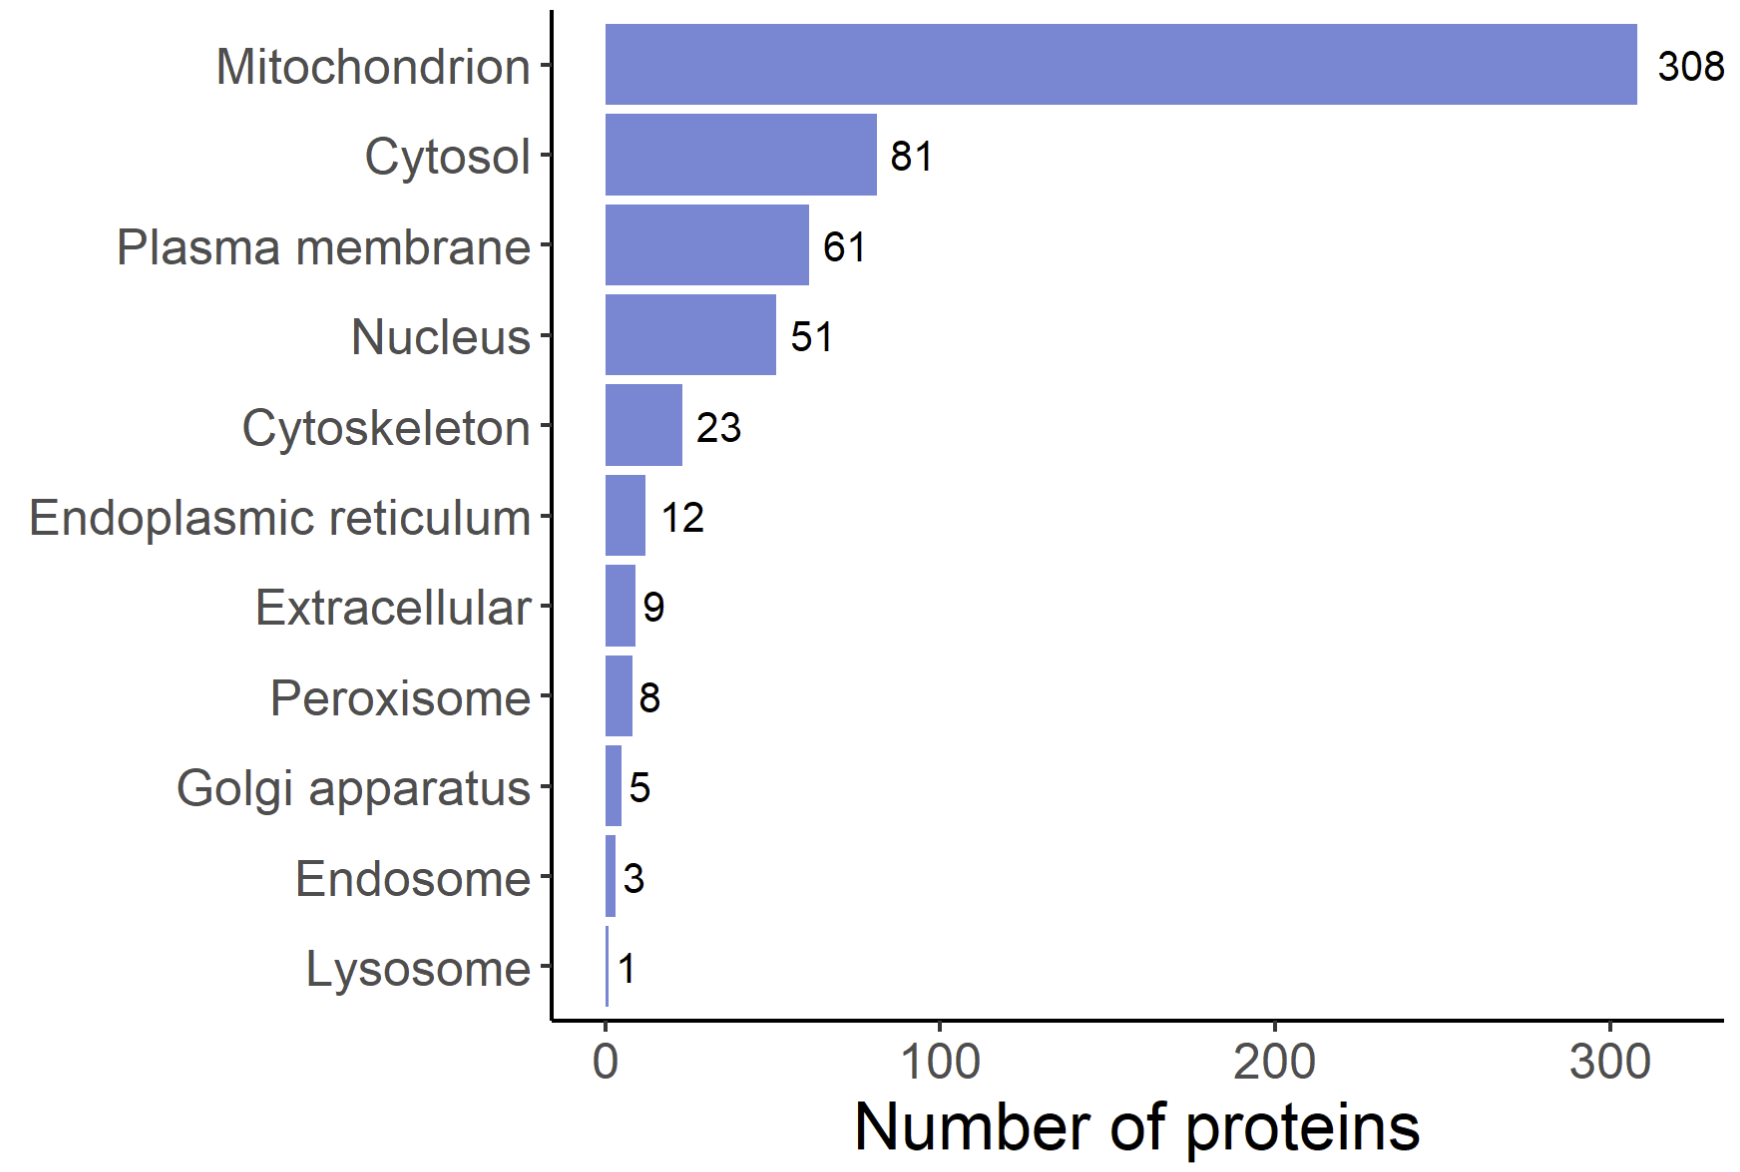 Mitochondrion 308
Cytosol 81
Plasma membrane 61
Nucleus 51
Cytoskeleton 23
Endoplasmic reticulum 12
Extracellular 9
Peroxisome 8
Golgi apparatus 5
Endosome 3
Lysosome 1
0 100 200 300
Number of proteins